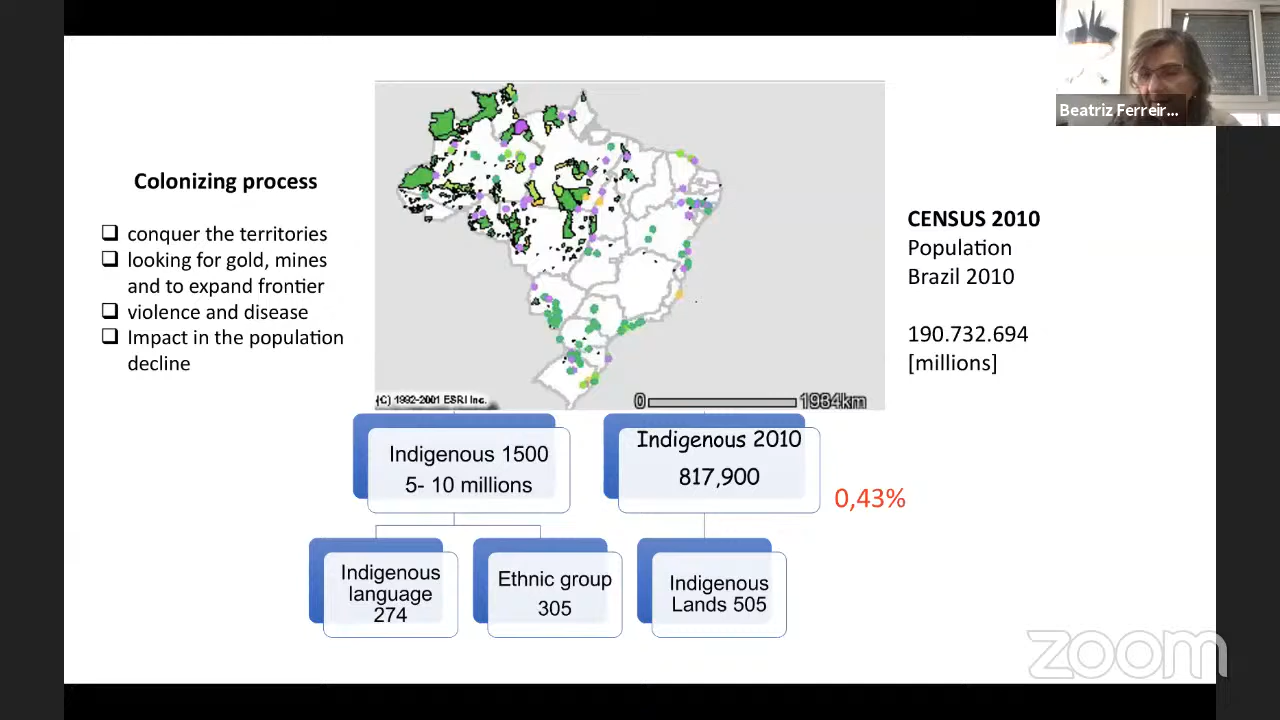 Beatriz Ferreir...
Colonizing process
conquer the territories
looking for gold, mines
and to expand frontier
violence and disease
Impact in the population
decline
(C) 1992-2001 ESRI Inc.
0 1984km
CENSUS 2010
Population
Brazil 2010
190.732.694
[millions]
Indigenous 1500
5- 10 millions
Indigenous 2010
817,900
0,43%
Indigenous
language
274
Ethnic group
305
Indigenous
Lands 505
zoom